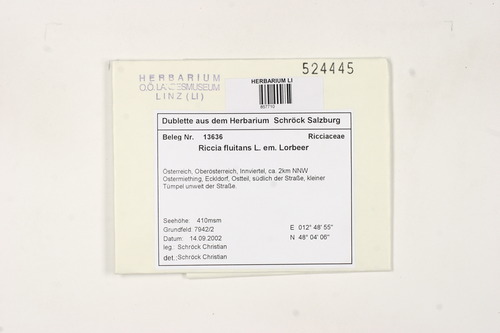 524445
HERBARIUM
O.Ö. LANDESMUSEUM
LINZ (LI)
HERBARIUM LI
Dublette aus dem Herbarium Schröck Salzburg
Beleg Nr. 13636 Ricciaceae
Riccia fluitans L. em. Lorbeer
Österreich, Oberösterreich, Innviertel, ca. 2km NNW
Ostermiething, Eckldorf, Ostteil, südlich der Straße, kleiner
Tümpel unweit der Straße.
Seehöhe: 410msm E 012° 48' 55"
Grundfeld: 7942/2 N 48° 04' 06"
Datum: 14.09.2002
leg.: Schröck Christian
det.: Schröck Christian